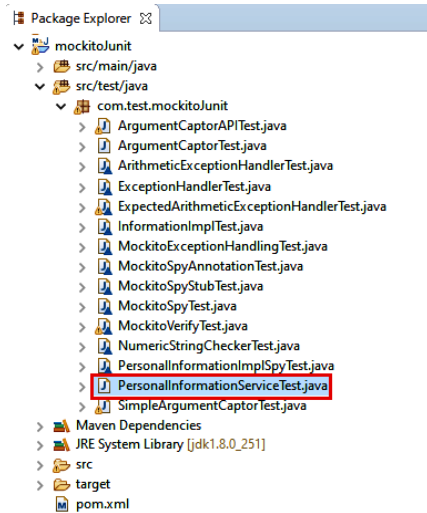 Package Explorer
mockitoJunit
src/main/java
src/test/java
com.test.mockitoJunit
ArgumentCaptorAPITest.java
ArgumentCaptorTest.java
ArithmeticExceptionHandlerTest.java
ExceptionHandlerTest.java
ExpectedArithmeticExceptionHandlerTest.java
InformationImplTest.java
MockitoExceptionHandlingTest.java
MockitoSpyAnnotationTest.java
MockitoSpyStubTest.java
MockitoSpyTest.java
MockitoVerifyTest.java
NumericStringCheckerTest.java
PersonalInformationImplSpyTest.java
PersonalInformationServiceTest.java
SimpleArgumentCaptorTest.java
Maven Dependencies
JRE System Library [jdk1.8.0_251]
src
target
pom.xml